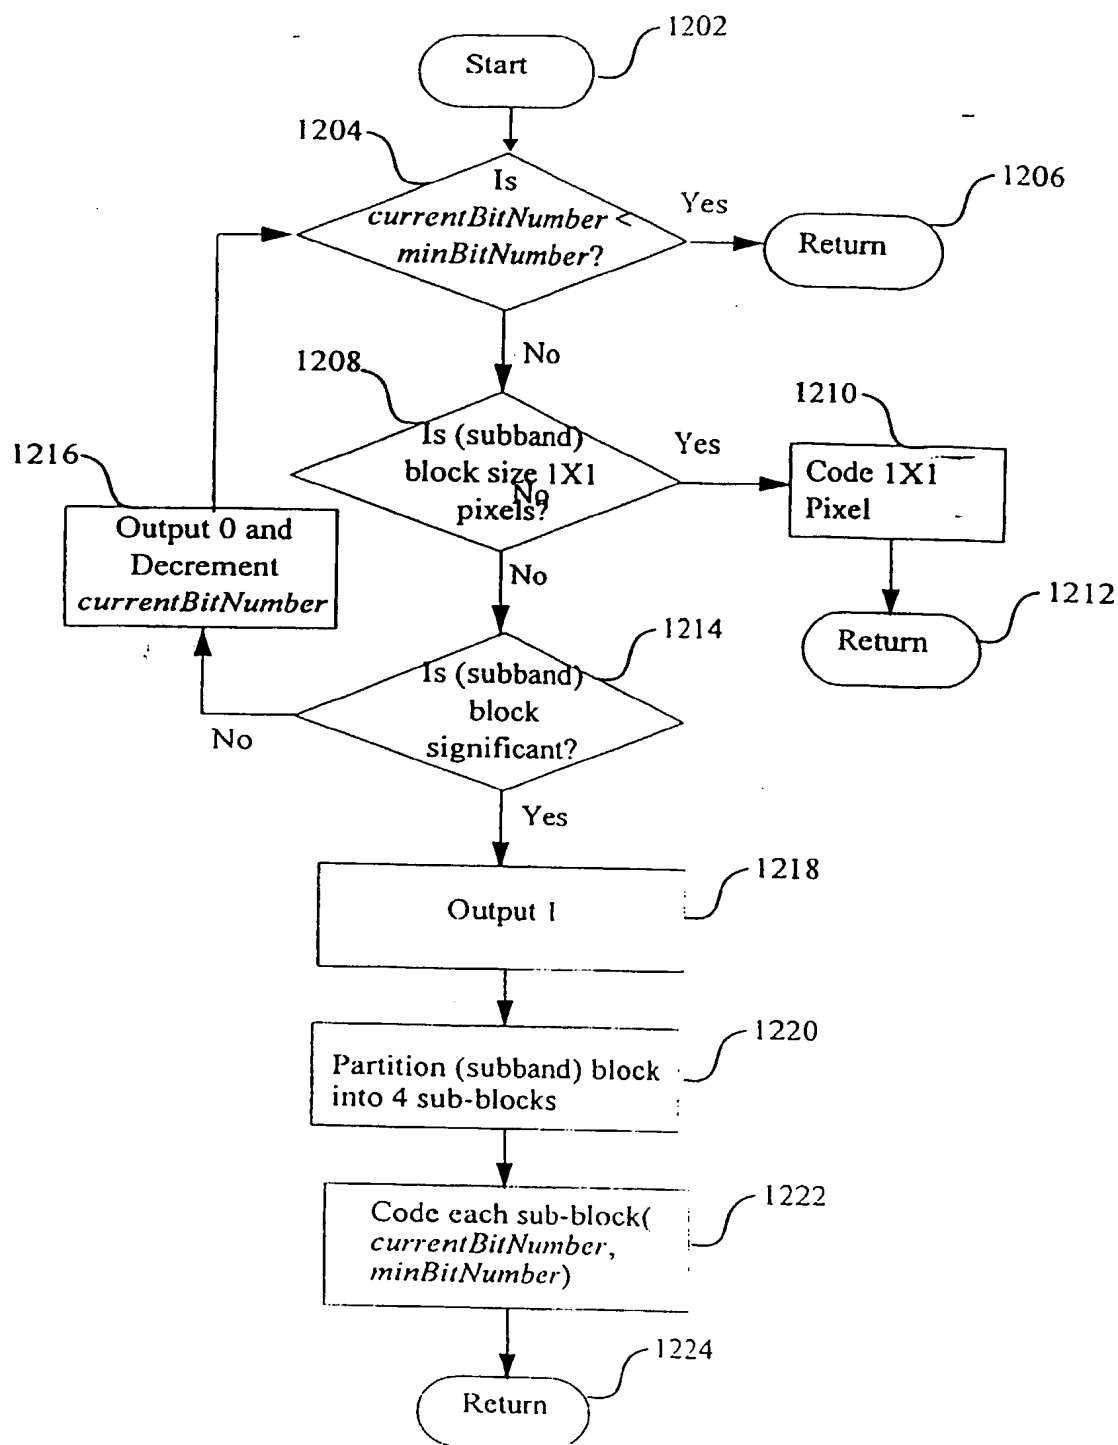 1202
Start
1204
Is
currentBitNumber <
minBitNumber?
Yes
1206
Return
No
1208
Is (subband)
block size 1X1
pixels?
No
Yes
1210
Code 1X1
Pixel
1216
Output 0 and
Decrement
currentBitNumber
No
1212
Return
1214
Is (subband)
block
significant?
No
Yes
1218
Output 1
1220
Partition (subband) block
into 4 sub-blocks
1222
Code each sub-block(
currentBitNumber,
minBitNumber)
1224
Return